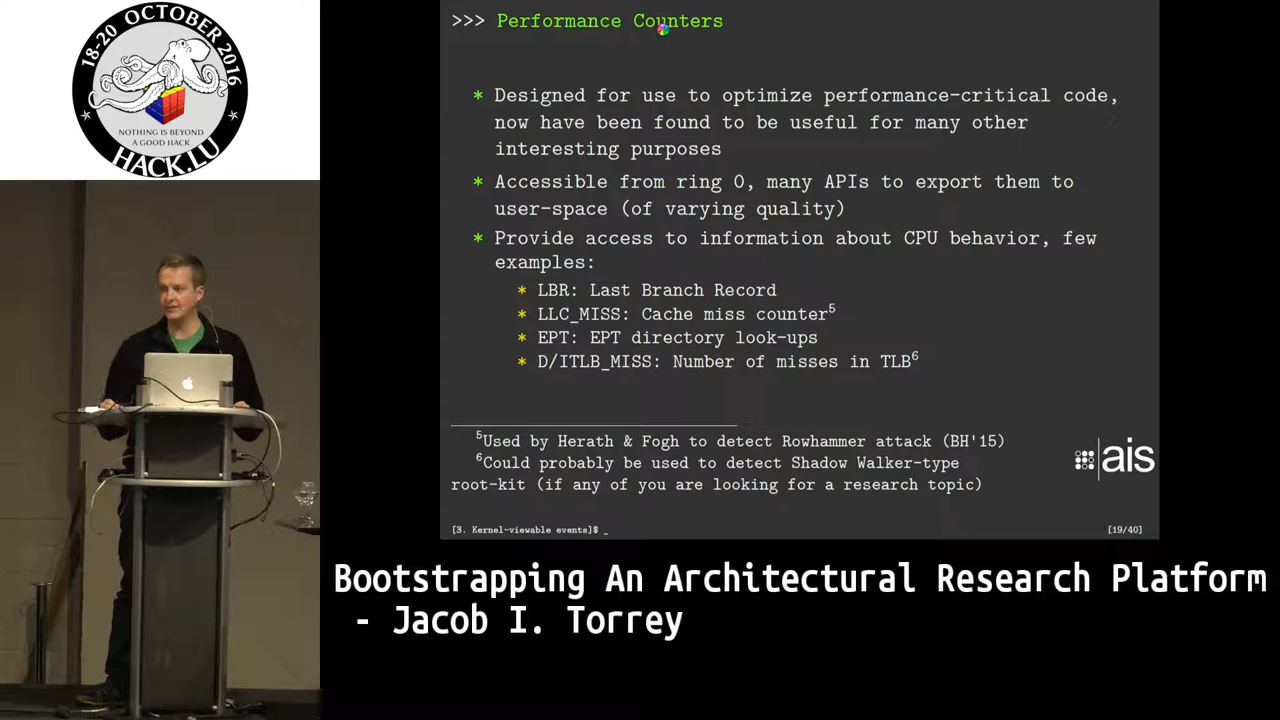 18-20 OCTOBER 2016
NOTHING IS BEYOND
A GOOD HACK
HACK.LU
>>> Performance Counters
* Designed for use to optimize performance-critical code,
now have been found to be useful for many other
interesting purposes
* Accessible from ring 0, many APIs to export them to
user-space (of varying quality)
* Provide access to information about CPU behavior, few
examples:
* LBR: Last Branch Record
* LLC_MISS: Cache miss counter⁵
* EPT: EPT directory look-ups
* D/ITLB_MISS: Number of misses in TLB⁶
⁵Used by Herath & Fogh to detect Rowhammer attack (BH'15)
⁶Could probably be used to detect Shadow Walker-type
root-kit (if any of you are looking for a research topic)
ais
[3. Kernel-viewable events]$ _
[19/40]
Bootstrapping An Architectural Research Platform
- Jacob I. Torrey